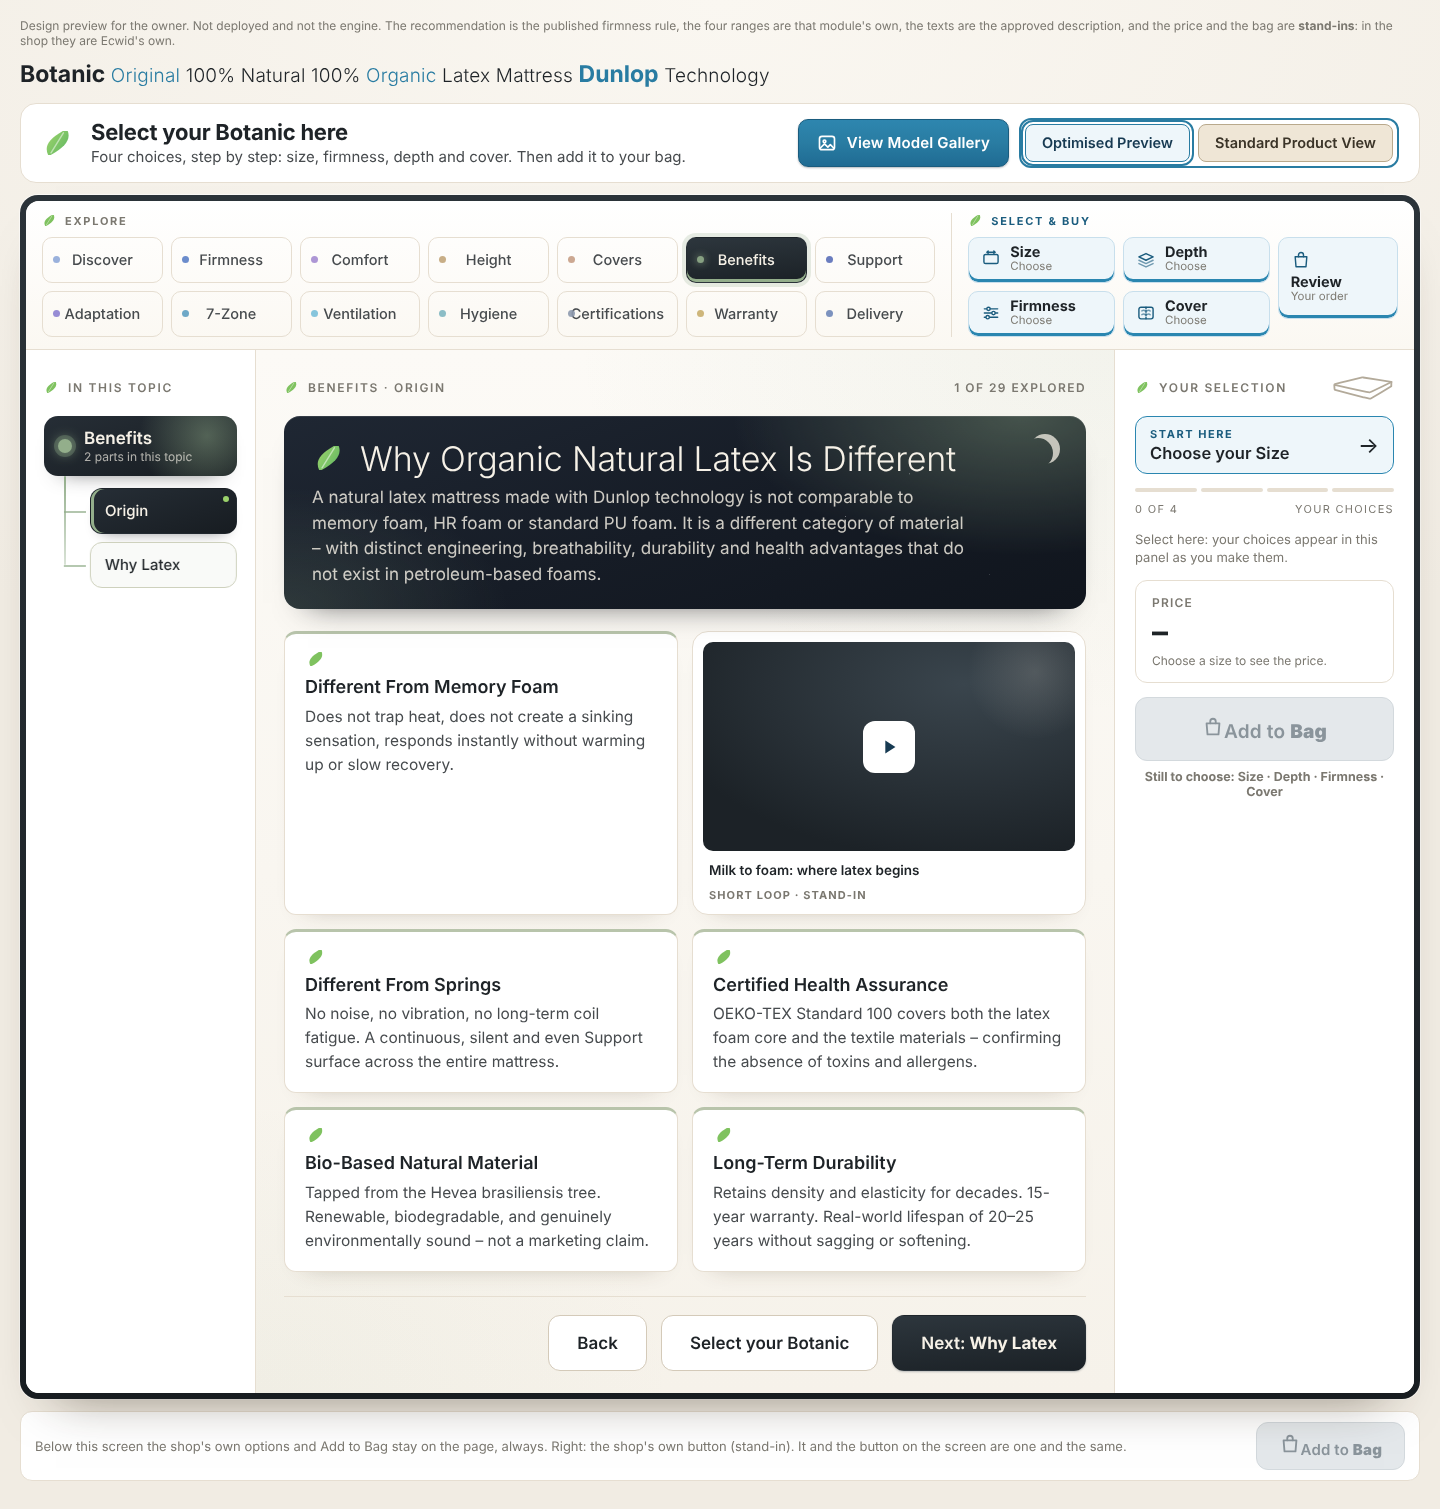 Design preview for the owner. Not deployed and not the engine. The recommendation is the published firmness rule, the four ranges are that module's own, the texts are the approved description, and the price and the bag are stand-ins: in the
shop they are Ecwid's own.
Botanic Original 100% Natural 100% Organic Latex Mattress Dunlop Technology
Select your Botanic here
Four choices, step by step: size, firmness, depth and cover. Then add it to your bag.
View Model Gallery
Optimised Preview
Standard Product View
EXPLORE
Discover
Firmness
Comfort
Height
Covers
Benefits
Support
Adaptation
7-Zone
Ventilation
Hygiene
Certifications
Warranty
Delivery
SELECT & BUY
Size
Choose
Depth
Choose
Firmness
Choose
Cover
Choose
Review
Your order
IN THIS TOPIC
Benefits
2 parts in this topic
Origin
Why Latex
BENEFITS · ORIGIN
1 OF 29 EXPLORED
Why Organic Natural Latex Is Different
A natural latex mattress made with Dunlop technology is not comparable to
memory foam, HR foam or standard PU foam. It is a different category of material
– with distinct engineering, breathability, durability and health advantages that do
not exist in petroleum-based foams.
Different From Memory Foam
Does not trap heat, does not create a sinking
sensation, responds instantly without warming
up or slow recovery.
Milk to foam: where latex begins
SHORT LOOP · STAND-IN
Different From Springs
No noise, no vibration, no long-term coil
fatigue. A continuous, silent and even Support
surface across the entire mattress.
Certified Health Assurance
OEKO-TEX Standard 100 covers both the latex
foam core and the textile materials – confirming
the absence of toxins and allergens.
Bio-Based Natural Material
Tapped from the Hevea brasiliensis tree.
Renewable, biodegradable, and genuinely
environmentally sound – not a marketing claim.
Long-Term Durability
Retains density and elasticity for decades. 15-
year warranty. Real-world lifespan of 20–25
years without sagging or softening.
Back
Select your Botanic
Next: Why Latex
YOUR SELECTION
START HERE
Choose your Size
0 OF 4
YOUR CHOICES
Select here: your choices appear in this
panel as you make them.
PRICE
–
Choose a size to see the price.
Add to Bag
Still to choose: Size · Depth · Firmness ·
Cover
Below this screen the shop's own options and Add to Bag stay on the page, always. Right: the shop's own button (stand-in). It and the button on the screen are one and the same.
Add to Bag